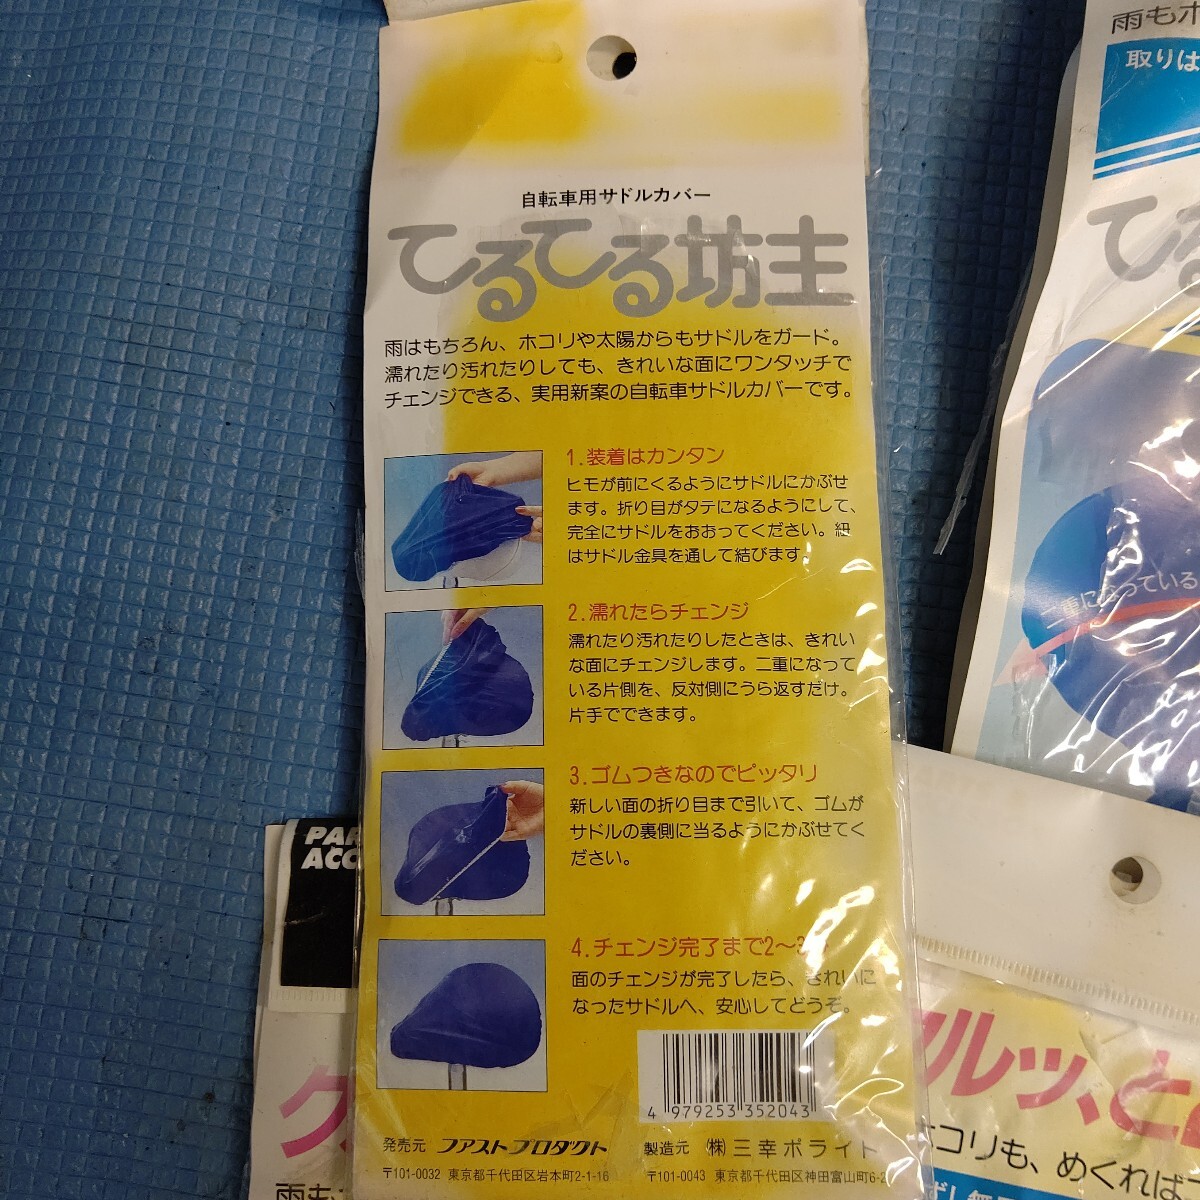 自転車用サドルカバー
てるてる坊主
雨はもちろん、ホコリや太陽からもサドルをガード。
濡れたり汚れたりしても、きれいな面にワンタッチで
チェンジできる、実用新案の自転車サドルカバーです。
1.装着はカンタン
ヒモが前にくるようにサドルにかぶせ
ます。折り目がタテになるようにして、
完全にサドルをおおってください。紐
はサドル金具を通して結びます。
2.濡れたらチェンジ
濡れたり汚れたりしたときは、きれい
な面にチェンジします。二重になって
いる片側を、反対側にうら返すだけ。
片手でできます。
3.ゴムつきなのでピッタリ
新しい面の折り目まで引いて、ゴムが
サドルの裏側に当るようにかぶせてく
ださい。
4.チェンジ完了まで2〜3
面のチェンジが完了したら、きれいに
なったサドルへ、安心してどうぞ。
4 979253 352043
発売元 ファストプロダクト
〒101-0032 東京都千代田区岩本町2-1-16
製造元 ㈱三幸ポライト
〒101-0043 東京都千代田区神田富山町6-2
雨もホ
取りは
てる
二重になっている
PAR
ACC
ク
雨も
ルッ、と
ホコリも、めくれば